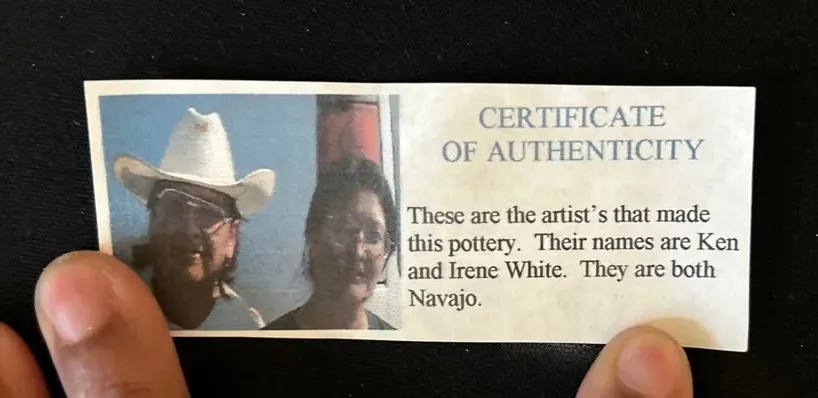 CERTIFICATE
OF AUTHENTICITY
These are the artist's that made
this pottery.  Their names are Ken
and Irene White.  They are both
Navajo.